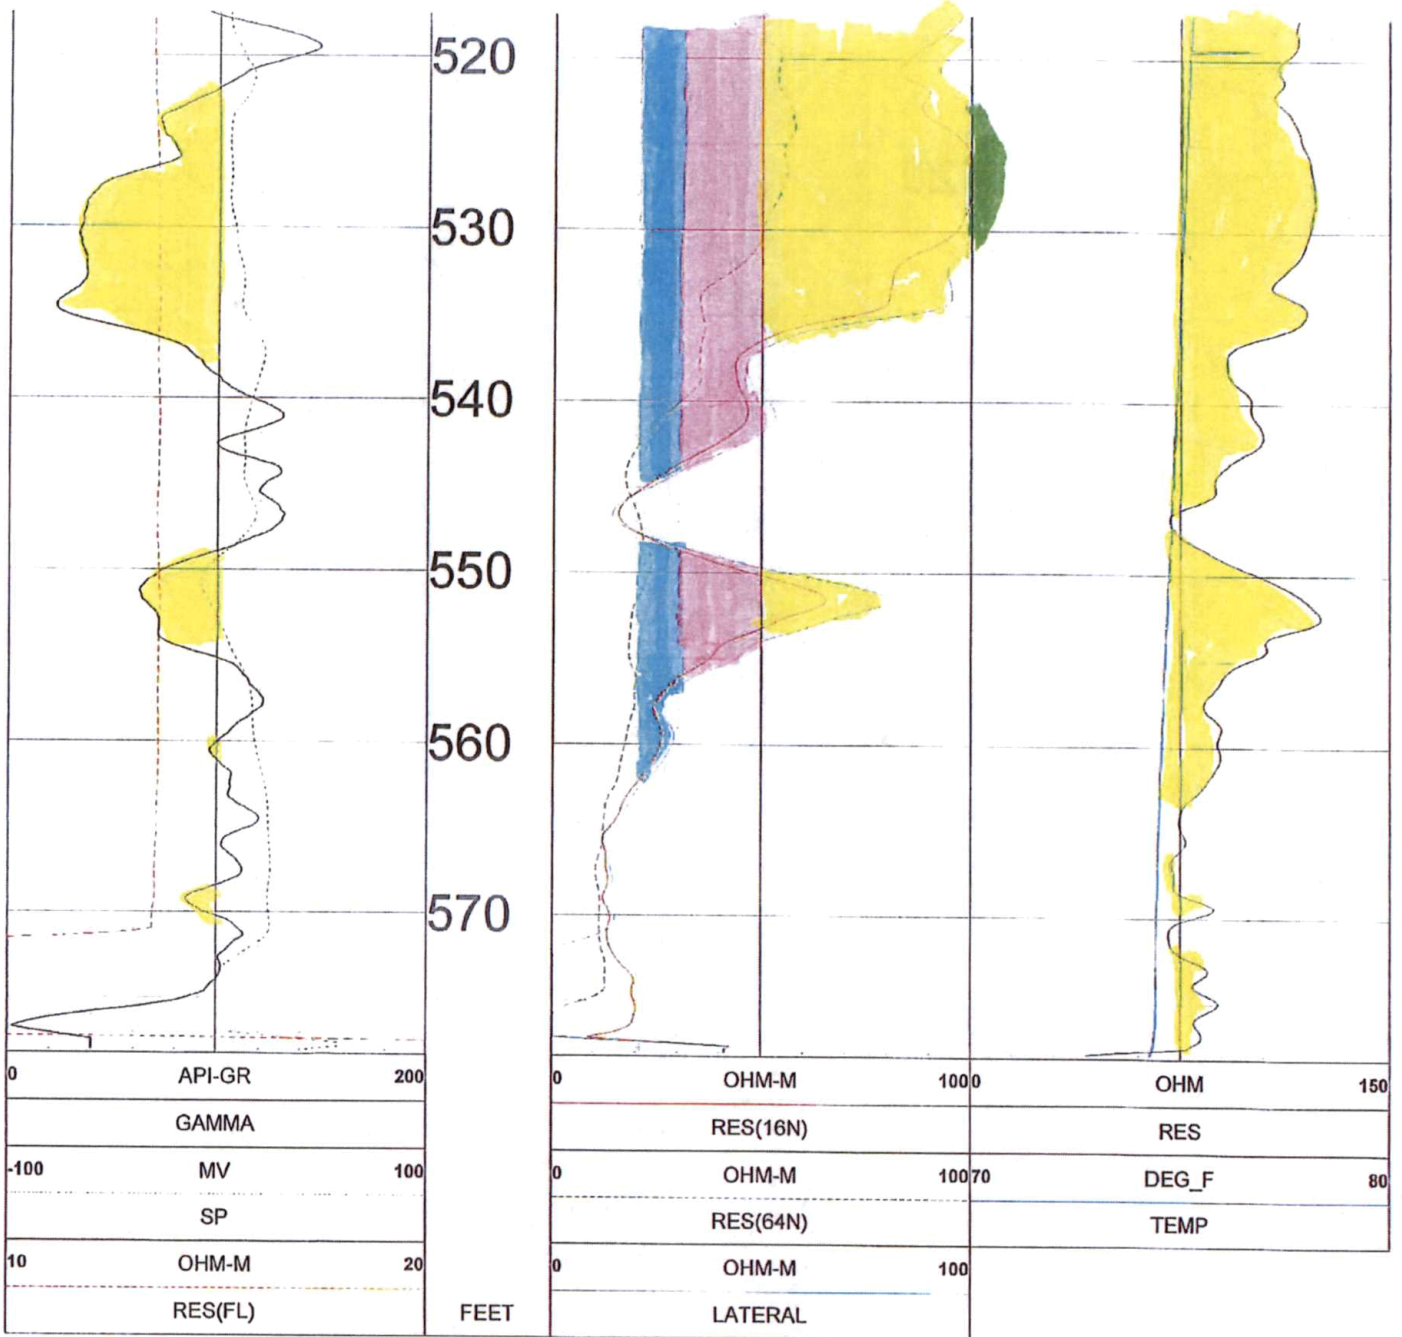 520
530
540
550
560
570
0 API-GR 200 0 OHM-M 100 0 OHM 150
GAMMA RES(16N) RES
-100 MV 100 0 OHM-M 100 70 DEG_F 80
SP RES(64N) TEMP
10 OHM-M 20 0 OHM-M 100
RES(FL) FEET LATERAL